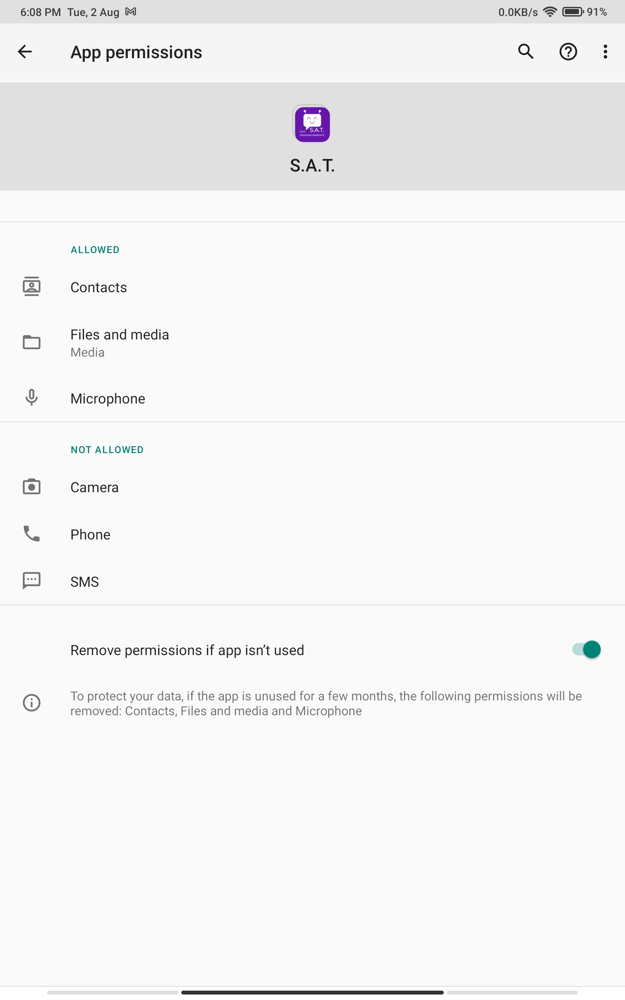 6:08 PM Tue, 2 Aug 0.0KB/s 91%
App permissions
Your S.A.T.
Personal Assistant
S.A.T.
ALLOWED
Contacts
Files and media
Media
Microphone
NOT ALLOWED
Camera
Phone
SMS
Remove permissions if app isn’t used
To protect your data, if the app is unused for a few months, the following permissions will be
removed: Contacts, Files and media and Microphone